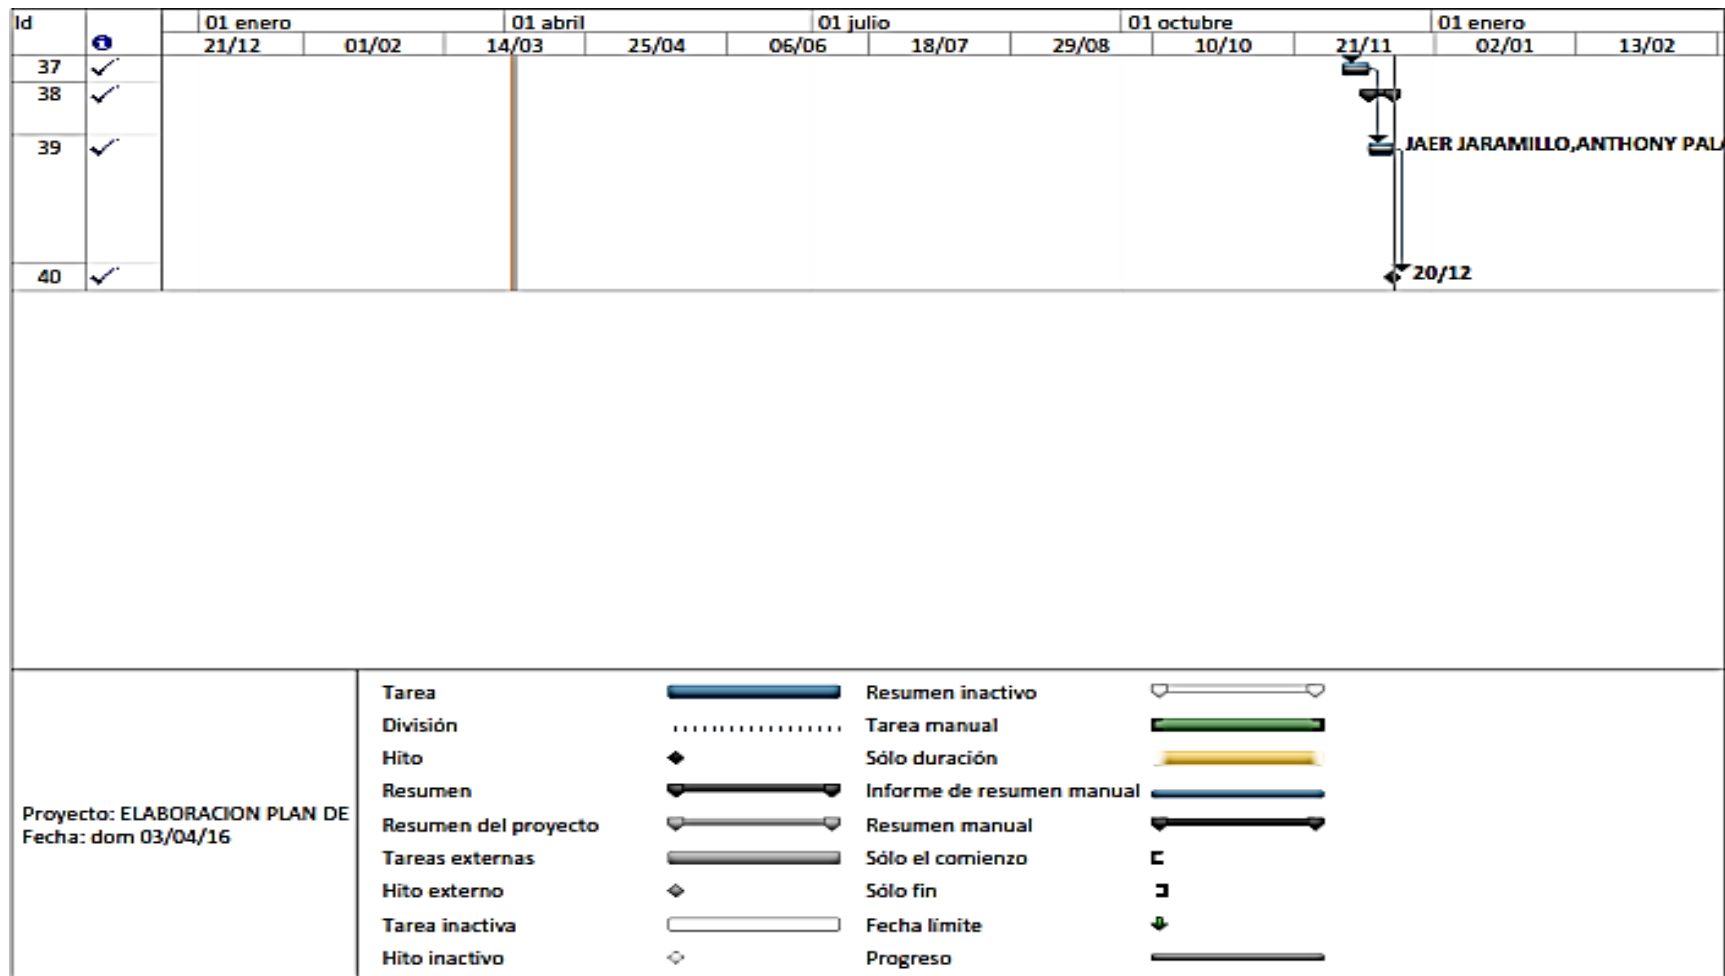 Id 01 enero 01 abril 01 julio 01 octubre 01 enero
21/12 01/02 14/03 25/04 06/06 18/07 29/08 10/10 21/11 02/01 13/02
37
38
39 JAER JARAMILLO,ANTHONY PALA
40 20/12
Tarea Resumen inactivo
División Tarea manual
Hito Sólo duración
Resumen Informe de resumen manual
Proyecto: ELABORACION PLAN DE
Fecha: dom 03/04/16
Resumen del proyecto Resumen manual
Tareas externas Sólo el comienzo
Hito externo Sólo fin
Tarea inactiva Fecha límite
Hito inactivo Progreso